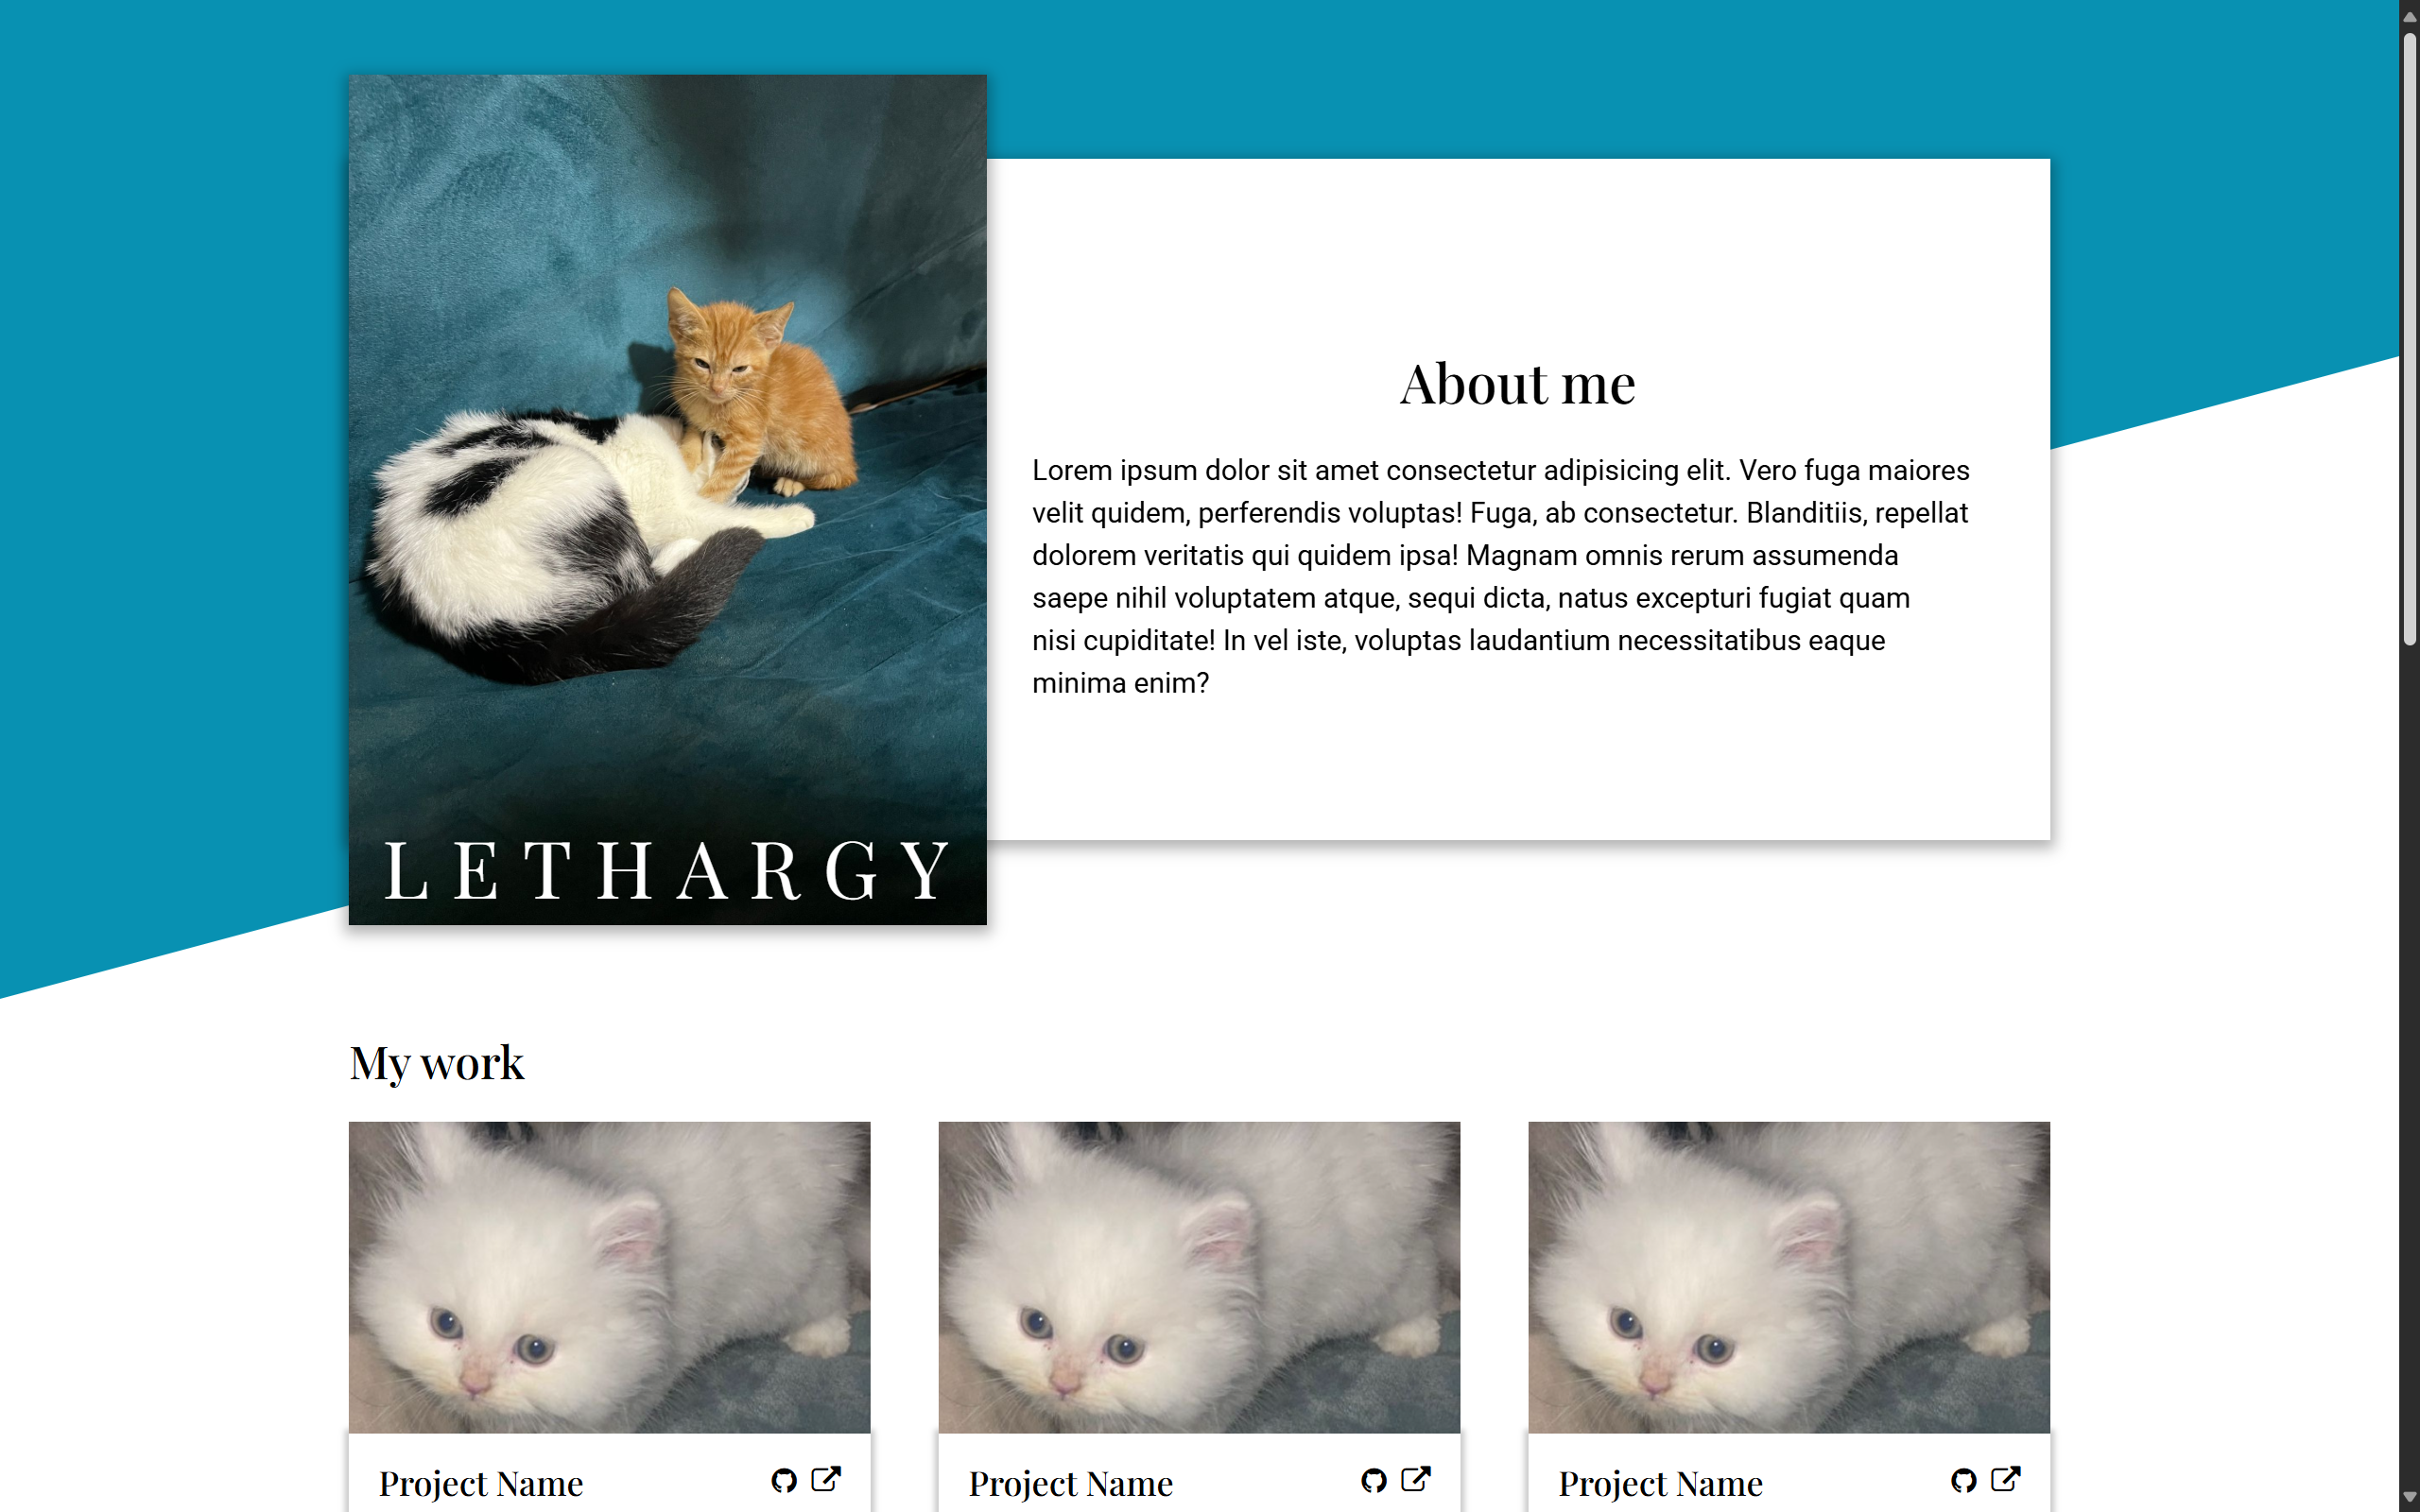 LETHARGY
About me
Lorem ipsum dolor sit amet consectetur adipisicing elit. Vero fuga maiores
velit quidem, perferendis voluptas! Fuga, ab consectetur. Blanditiis, repellat
dolorem veritatis qui quidem ipsa! Magnam omnis rerum assumenda
saepe nihil voluptatem atque, sequi dicta, natus excepturi fugiat quam
nisi cupiditate! In vel iste, voluptas laudantium necessitatibus eaque
minima enim?
My work
Project Name
Project Name
Project Name